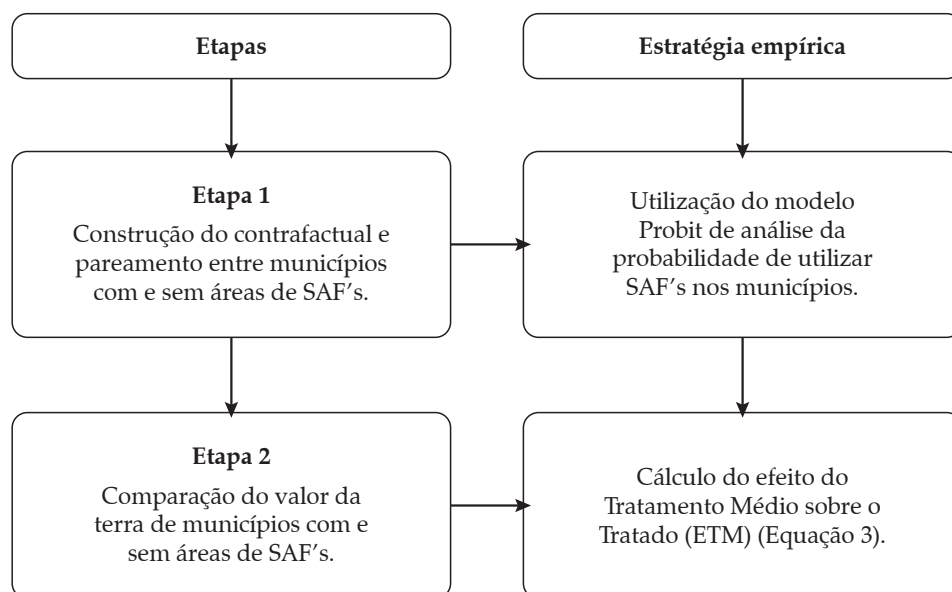 Etapas
Estratégia empírica
Etapa 1
Construção do contrafactual e
pareamento entre municípios
com e sem áreas de SAF's.
Utilização do modelo
Probit de análise da
probabilidade de utilizar
SAF's nos municípios.
Etapa 2
Comparação do valor da
terra de municípios com e
sem áreas de SAF's.
Cálculo do efeito do
Tratamento Médio sobre o
Tratado (ETM) (Equação 3).